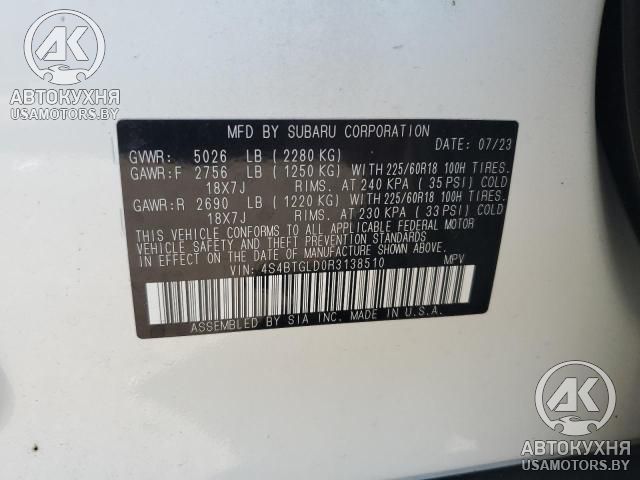 АВТОКУХНЯ
USAMOTORS.BY
MFD BY SUBARU CORPORATION
DATE: 07/23
GVWR: 5026 LB (2280 KG)
GAWR:F 2756 LB (1250 KG) WITH 225/60R18 100H TIRES.
18X7J RIMS. AT 240 KPA (35 PSI) COLD
GAWR:R 2690 LB (1220 KG) WITH 225/60R18 100H TIRES.
18X7J RIMS. AT 230 KPA (33 PSI) COLD
THIS VEHICLE CONFORMS TO ALL APPLICABLE FEDERAL MOTOR
VEHICLE SAFETY, BUMPER, AND THEFT PREVENTION STANDARDS IN
EFFECT ON THE DATE OF MANUFACTURE SHOWN ABOVE.
VIN: 4S4BTGLD0R3138510 MPV
ASSEMBLED BY SIA INC. MADE IN U.S.A.
AK
АВТОКУХНЯ
USAMOTORS.BY